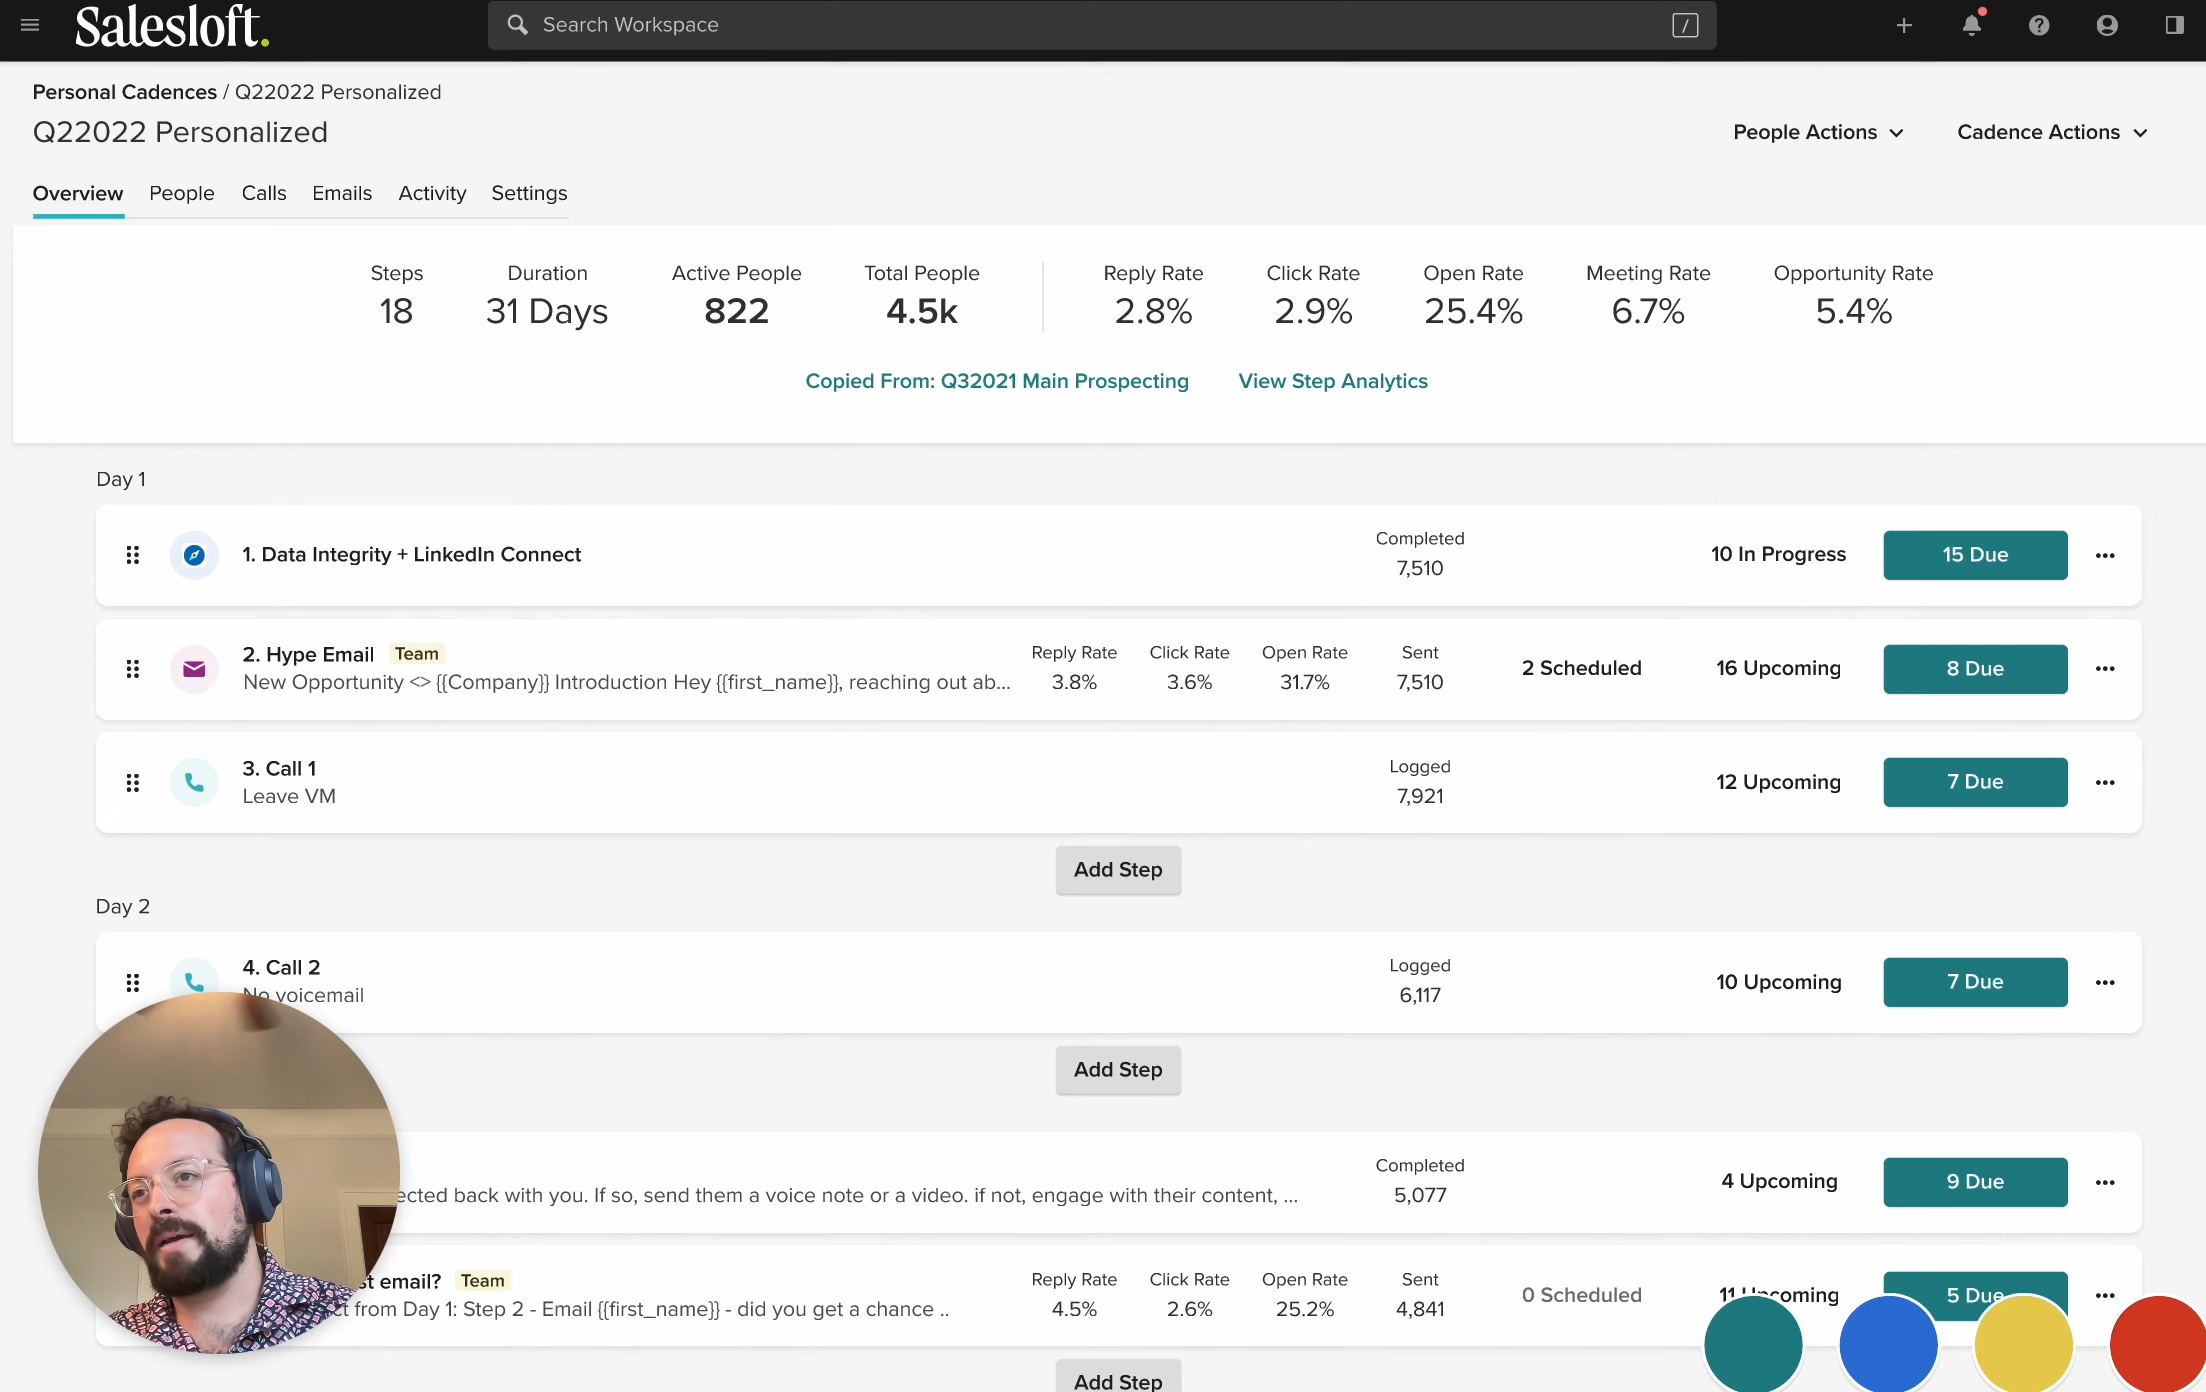 Salesloft.
Search Workspace
/
Personal Cadences / Q22022 Personalized
Q22022 Personalized
People Actions
Cadence Actions
Overview People Calls Emails Activity Settings
Steps Duration Active People Total People Reply Rate Click Rate Open Rate Meeting Rate Opportunity Rate
18 31 Days 822 4.5k 2.8% 2.9% 25.4% 6.7% 5.4%
Copied From: Q32021 Main Prospecting View Step Analytics
Day 1
1. Data Integrity + LinkedIn Connect
Completed
7,510
10 In Progress
15 Due
2. Hype Email Team
New Opportunity <> {{Company}} Introduction Hey {{first_name}}, reaching out ab...
Reply Rate Click Rate Open Rate Sent
3.8% 3.6% 31.7% 7,510
2 Scheduled
16 Upcoming
8 Due
3. Call 1
Leave VM
Logged
7,921
12 Upcoming
7 Due
Add Step
Day 2
4. Call 2
No voicemail
Logged
6,117
10 Upcoming
7 Due
Add Step
ected back with you. If so, send them a voice note or a video. if not, engage with their content, ...
Completed
5,077
4 Upcoming
9 Due
email? Team
from Day 1: Step 2 - Email {{first_name}} - did you get a chance ..
Reply Rate Click Rate Open Rate Sent
4.5% 2.6% 25.2% 4,841
0 Scheduled
11 Upcoming
5 Due
Add Step